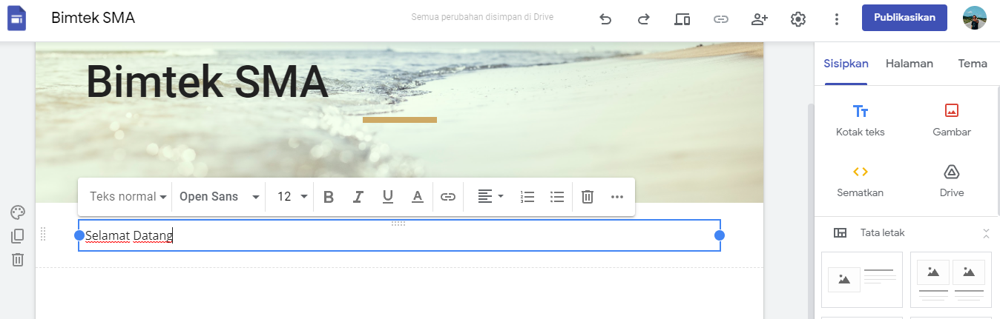 Bimtek SMA
Semua perubahan disimpan di Drive
Publikasikan
Bimtek SMA
Sisipkan
Halaman
Tema
Kotak teks
Gambar
Sematkan
Drive
Teks normal
Open Sans
12
B
I
U
A
Selamat Datang
Tata letak